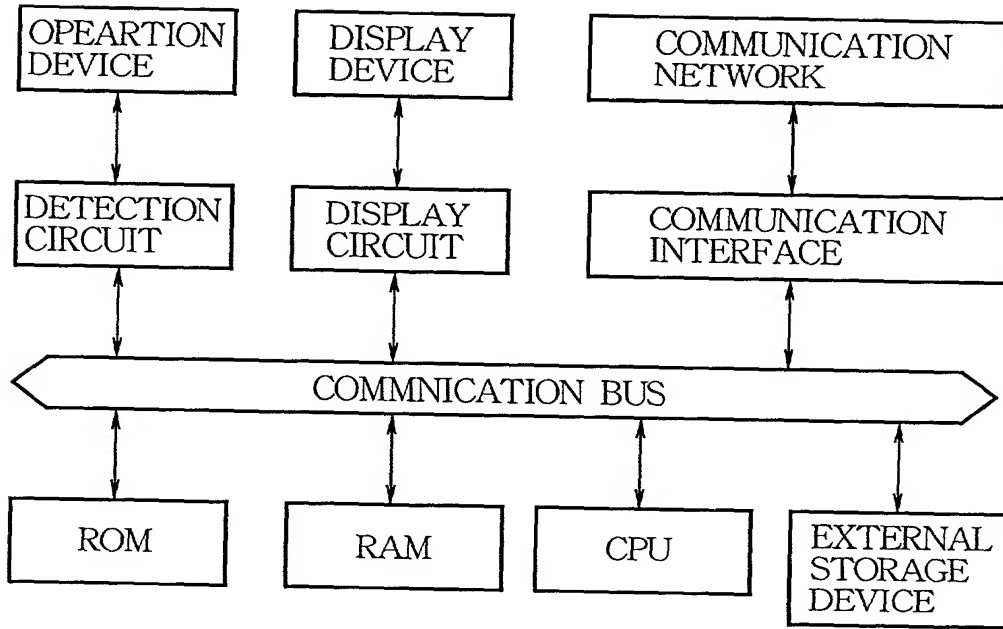 OPEARTION
DEVICE
DISPLAY
DEVICE
COMMUNICATION
NETWORK
DETECTION
CIRCUIT
DISPLAY
CIRCUIT
COMMUNICATION
INTERFACE
COMMNICATION BUS
ROM
RAM
CPU
EXTERNAL
STORAGE
DEVICE